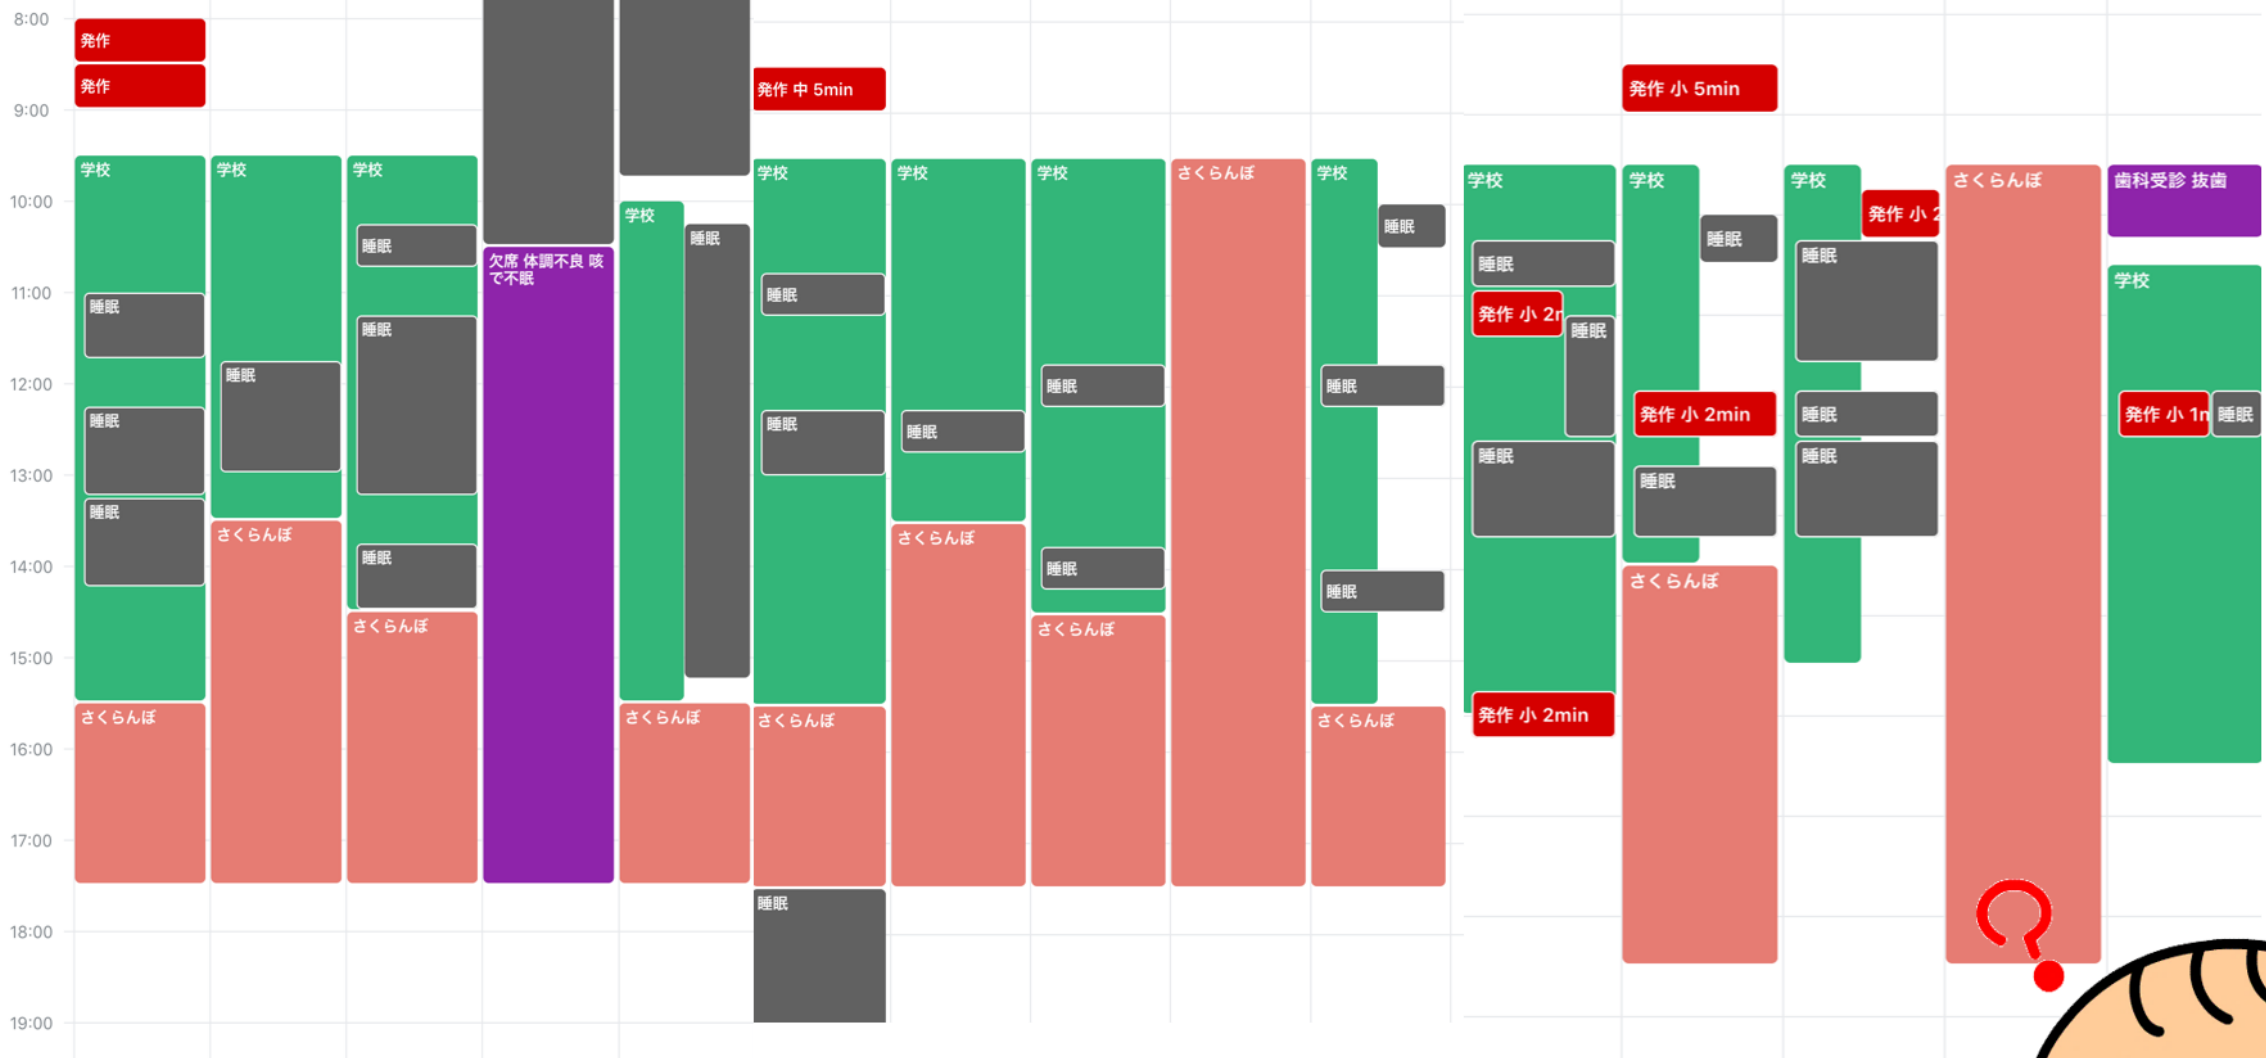 8:00
9:00
10:00
11:00
12:00
13:00
14:00
15:00
16:00
17:00
18:00
19:00
発作
発作
学校
睡眠
睡眠
睡眠
さくらんぼ
学校
睡眠
さくらんぼ
学校
睡眠
睡眠
睡眠
さくらんぼ
欠席 体調不良 咳
で不眠
学校
睡眠
さくらんぼ
発作 中 5min
学校
睡眠
睡眠
さくらんぼ
睡眠
学校
睡眠
さくらんぼ
学校
睡眠
睡眠
さくらんぼ
さくらんぼ
学校
睡眠
睡眠
睡眠
さくらんぼ
学校
睡眠
発作 小 2m
睡眠
睡眠
発作 小 2min
発作 小 5min
学校
睡眠
発作 小 2min
睡眠
さくらんぼ
学校
発作 小 2
睡眠
睡眠
睡眠
さくらんぼ
?
歯科受診 抜歯
学校
発作 小 1m
睡眠